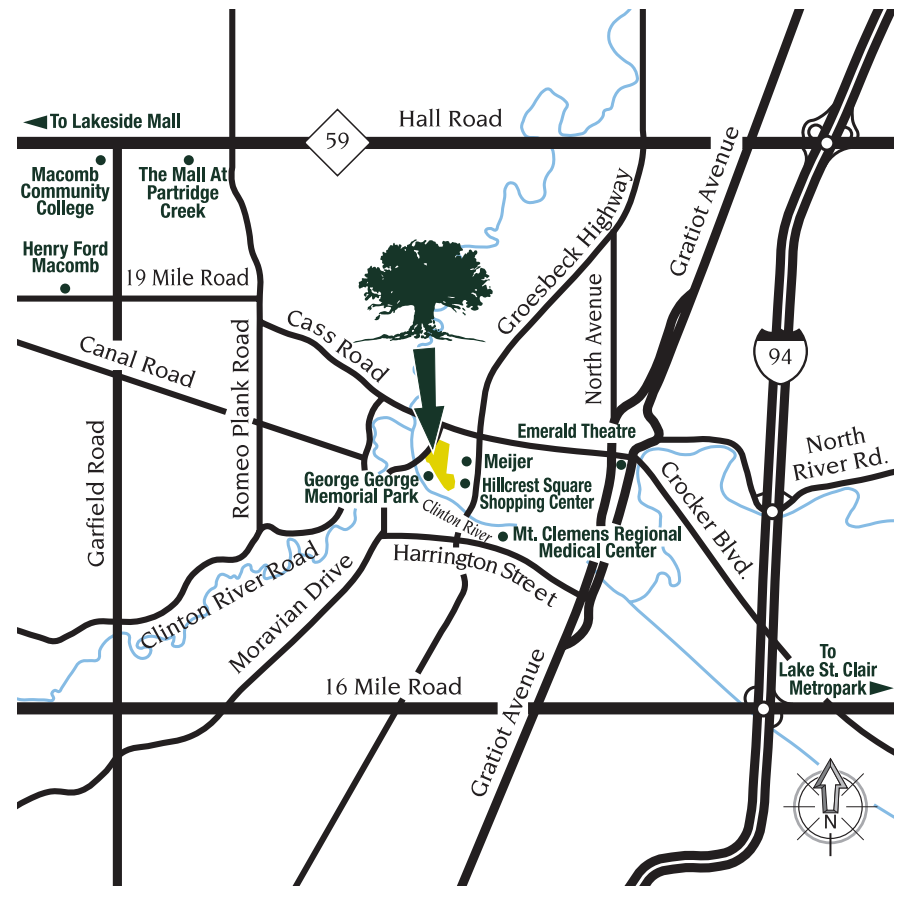 To Lakeside Mall
Hall Road
59
Macomb
Community
College
The Mall At
Partridge
Creek
Henry Ford
Macomb
19 Mile Road
Groesbeck Highway
Gratiot Avenue
North Avenue
94
Cass Road
Canal Road
Romeo Plank Road
Garfield Road
Emerald Theatre
North
River Rd.
Meijer
George George
Memorial Park
Hillcrest Square
Shopping Center
Crocker Blvd.
Clinton River
Mt. Clemens Regional
Medical Center
Harrington Street
Clinton River Road
Moravian Drive
To
Lake St. Clair
Metropark
16 Mile Road
Gratiot Avenue
N